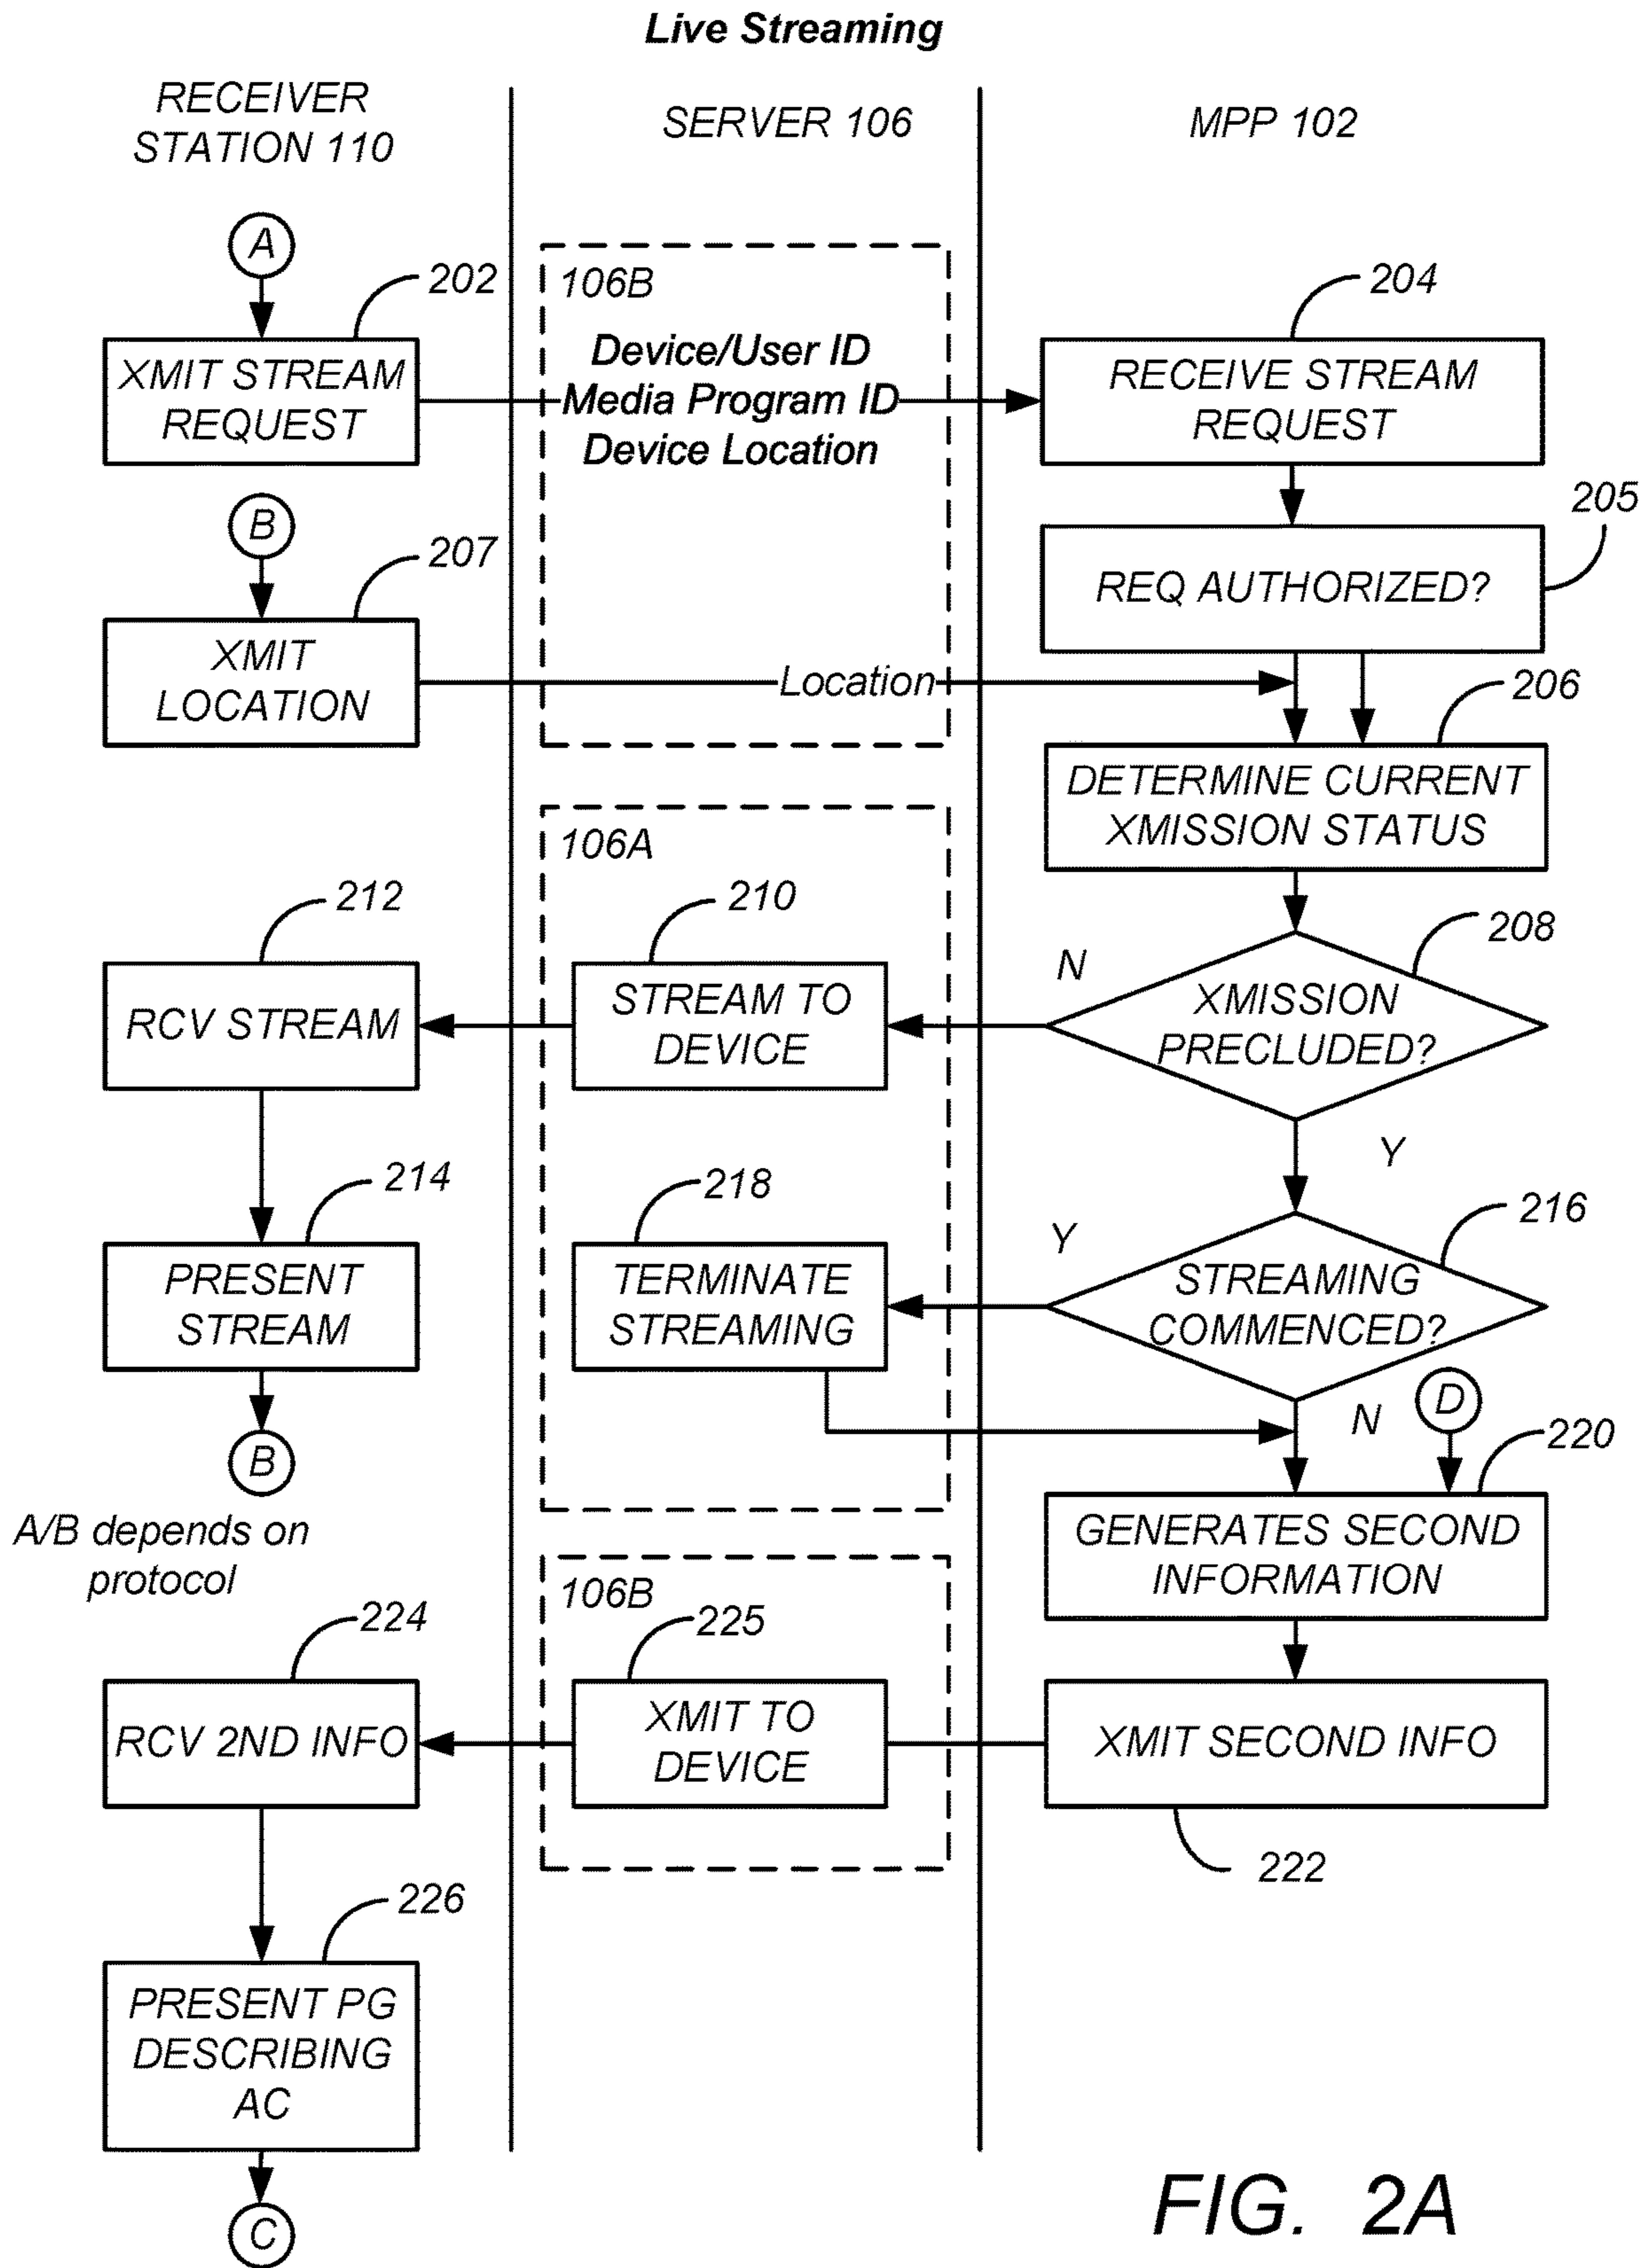 Live Streaming
RECEIVER
STATION 110
SERVER 106
MPP 102
A
202
106B
204
XMIT STREAM
REQUEST
Device/User ID
Media Program ID
Device Location
RECEIVE STREAM
REQUEST
B
207
205
REQ AUTHORIZED?
XMIT
LOCATION
Location
206
DETERMINE CURRENT
XMISSION STATUS
106A
212
210
208
N
RCV STREAM
STREAM TO
DEVICE
XMISSION
PRECLUDED?
Y
214
218
216
Y
PRESENT
STREAM
TERMINATE
STREAMING
STREAMING
COMMENCED?
B
N
D
220
A/B depends on
protocol
GENERATES SECOND
INFORMATION
106B
224
225
RCV 2ND INFO
XMIT TO
DEVICE
XMIT SECOND INFO
222
226
PRESENT PG
DESCRIBING
AC
C
FIG. 2A